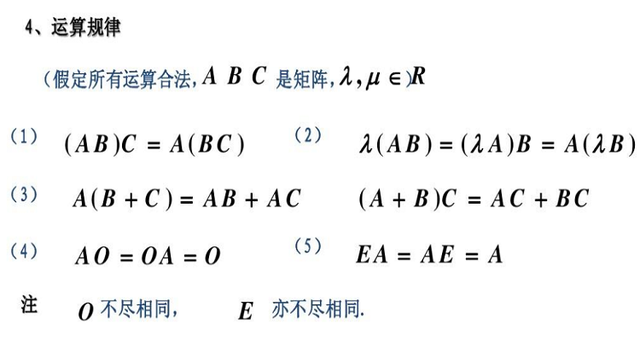 4、运算规律
(假定所有运算合法, A B C 是矩阵, λ, μ ∈)R
(1) (AB)C = A(BC) (2) λ(AB) = (λA)B = A(λB)
(3) A(B + C) = AB + AC (A + B)C = AC + BC
(4) AO = OA = O (5) EA = AE = A
注 O 不尽相同, E 亦不尽相同.